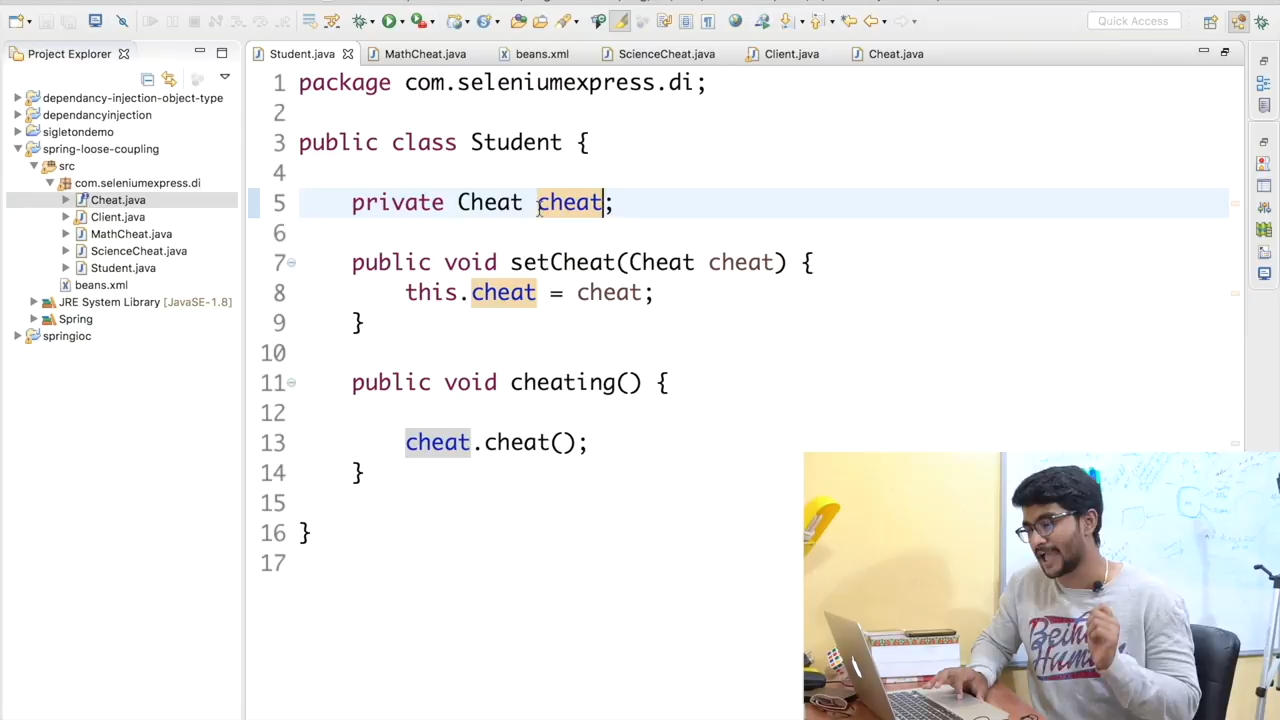 Quick Access
Project Explorer
Student.java
MathCheat.java
beans.xml
ScienceCheat.java
Client.java
Cheat.java
dependancy-injection-object-type
dependancyinjection
sigletondemo
spring-loose-coupling
src
com.seleniumexpress.di
Cheat.java
Client.java
MathCheat.java
ScienceCheat.java
Student.java
beans.xml
JRE System Library [JavaSE-1.8]
Spring
springioc
1 package com.seleniumexpress.di;
2
3 public class Student {
4
5 private Cheat cheat;
6
7 public void setCheat(Cheat cheat) {
8 this.cheat = cheat;
9 }
10
11 public void cheating() {
12
13 cheat.cheat();
14 }
15
16 }
17
Being
Human